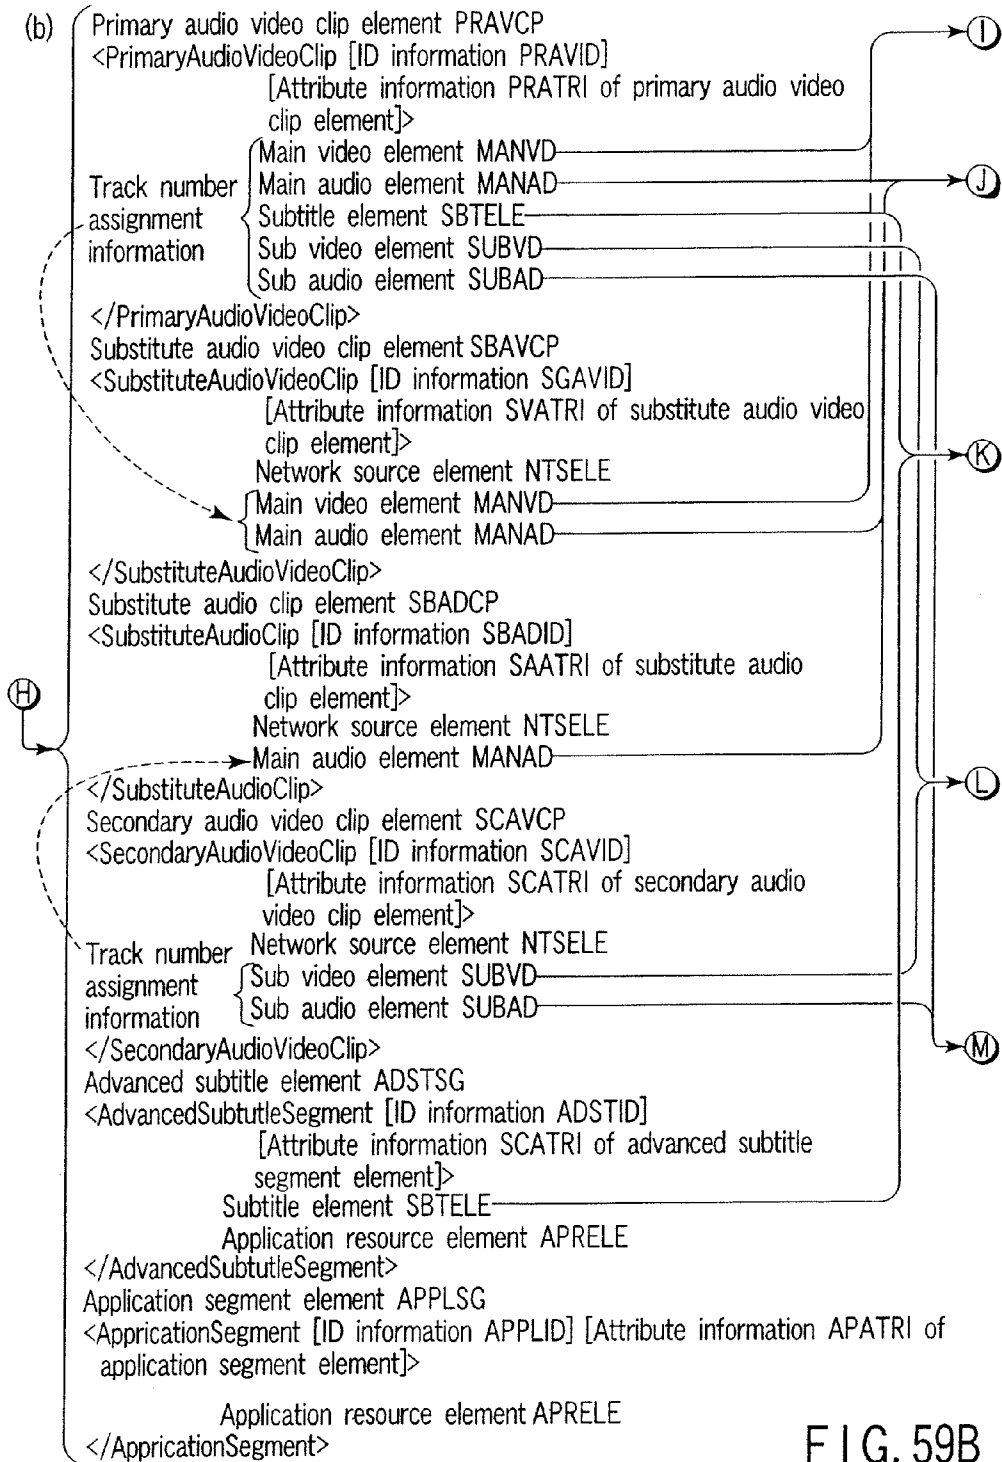 (b)
Primary audio video clip element PRAVCP
<PrimaryAudioVideoClip [ID information PRAVID]
[Attribute information PRATRI of primary audio video
clip element]>
Main video element MANVD
I
Track number
assignment
information
Main audio element MANAD
J
Subtitle element SBTELE
Sub video element SUBVD
Sub audio element SUBAD
</PrimaryAudioVideoClip>
Substitute audio video clip element SBAVCP
<SubstituteAudioVideoClip [ID information SGAVID]
[Attribute information SVATRI of substitute audio video
clip element]>
K
Network source element NTSELE
Main video element MANVD
Main audio element MANAD
</SubstituteAudioVideoClip>
Substitute audio clip element SBADCP
<SubstituteAudioClip [ID information SBADID]
[Attribute information SAATRI of substitute audio
clip element]>
H
Network source element NTSELE
Main audio element MANAD
</SubstituteAudioClip>
L
Secondary audio video clip element SCAVCP
<SecondaryAudioVideoClip [ID information SCAVID]
[Attribute information SCATRI of secondary audio
video clip element]>
Network source element NTSELE
Track number
assignment
information
Sub video element SUBVD
Sub audio element SUBAD
</SecondaryAudioVideoClip>
M
Advanced subtitle element ADSTSG
<AdvancedSubtutleSegment [ID information ADSTID]
[Attribute information SCATRI of advanced subtitle
segment element]>
Subtitle element SBTELE
Application resource element APRELE
</AdvancedSubtutleSegment>
Application segment element APPLSG
<AppricationSegment [ID information APPLID] [Attribute information APATRI of
application segment element]>
Application resource element APRELE
</AppricationSegment>
FIG. 59B